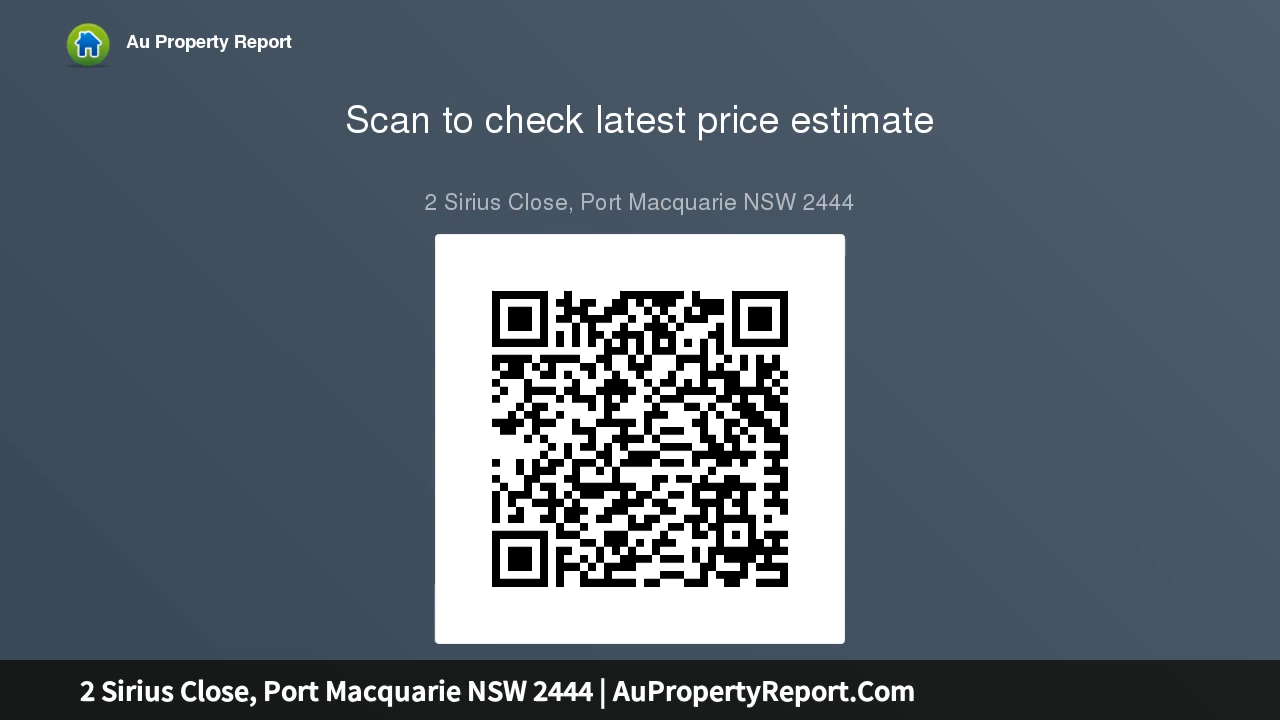 Au Property Report
Scan to check latest price estimate
2 Sirius Close, Port Macquarie NSW 2444
2 Sirius Close, Port Macquarie NSW 2444 | AuPropertyReport.Com